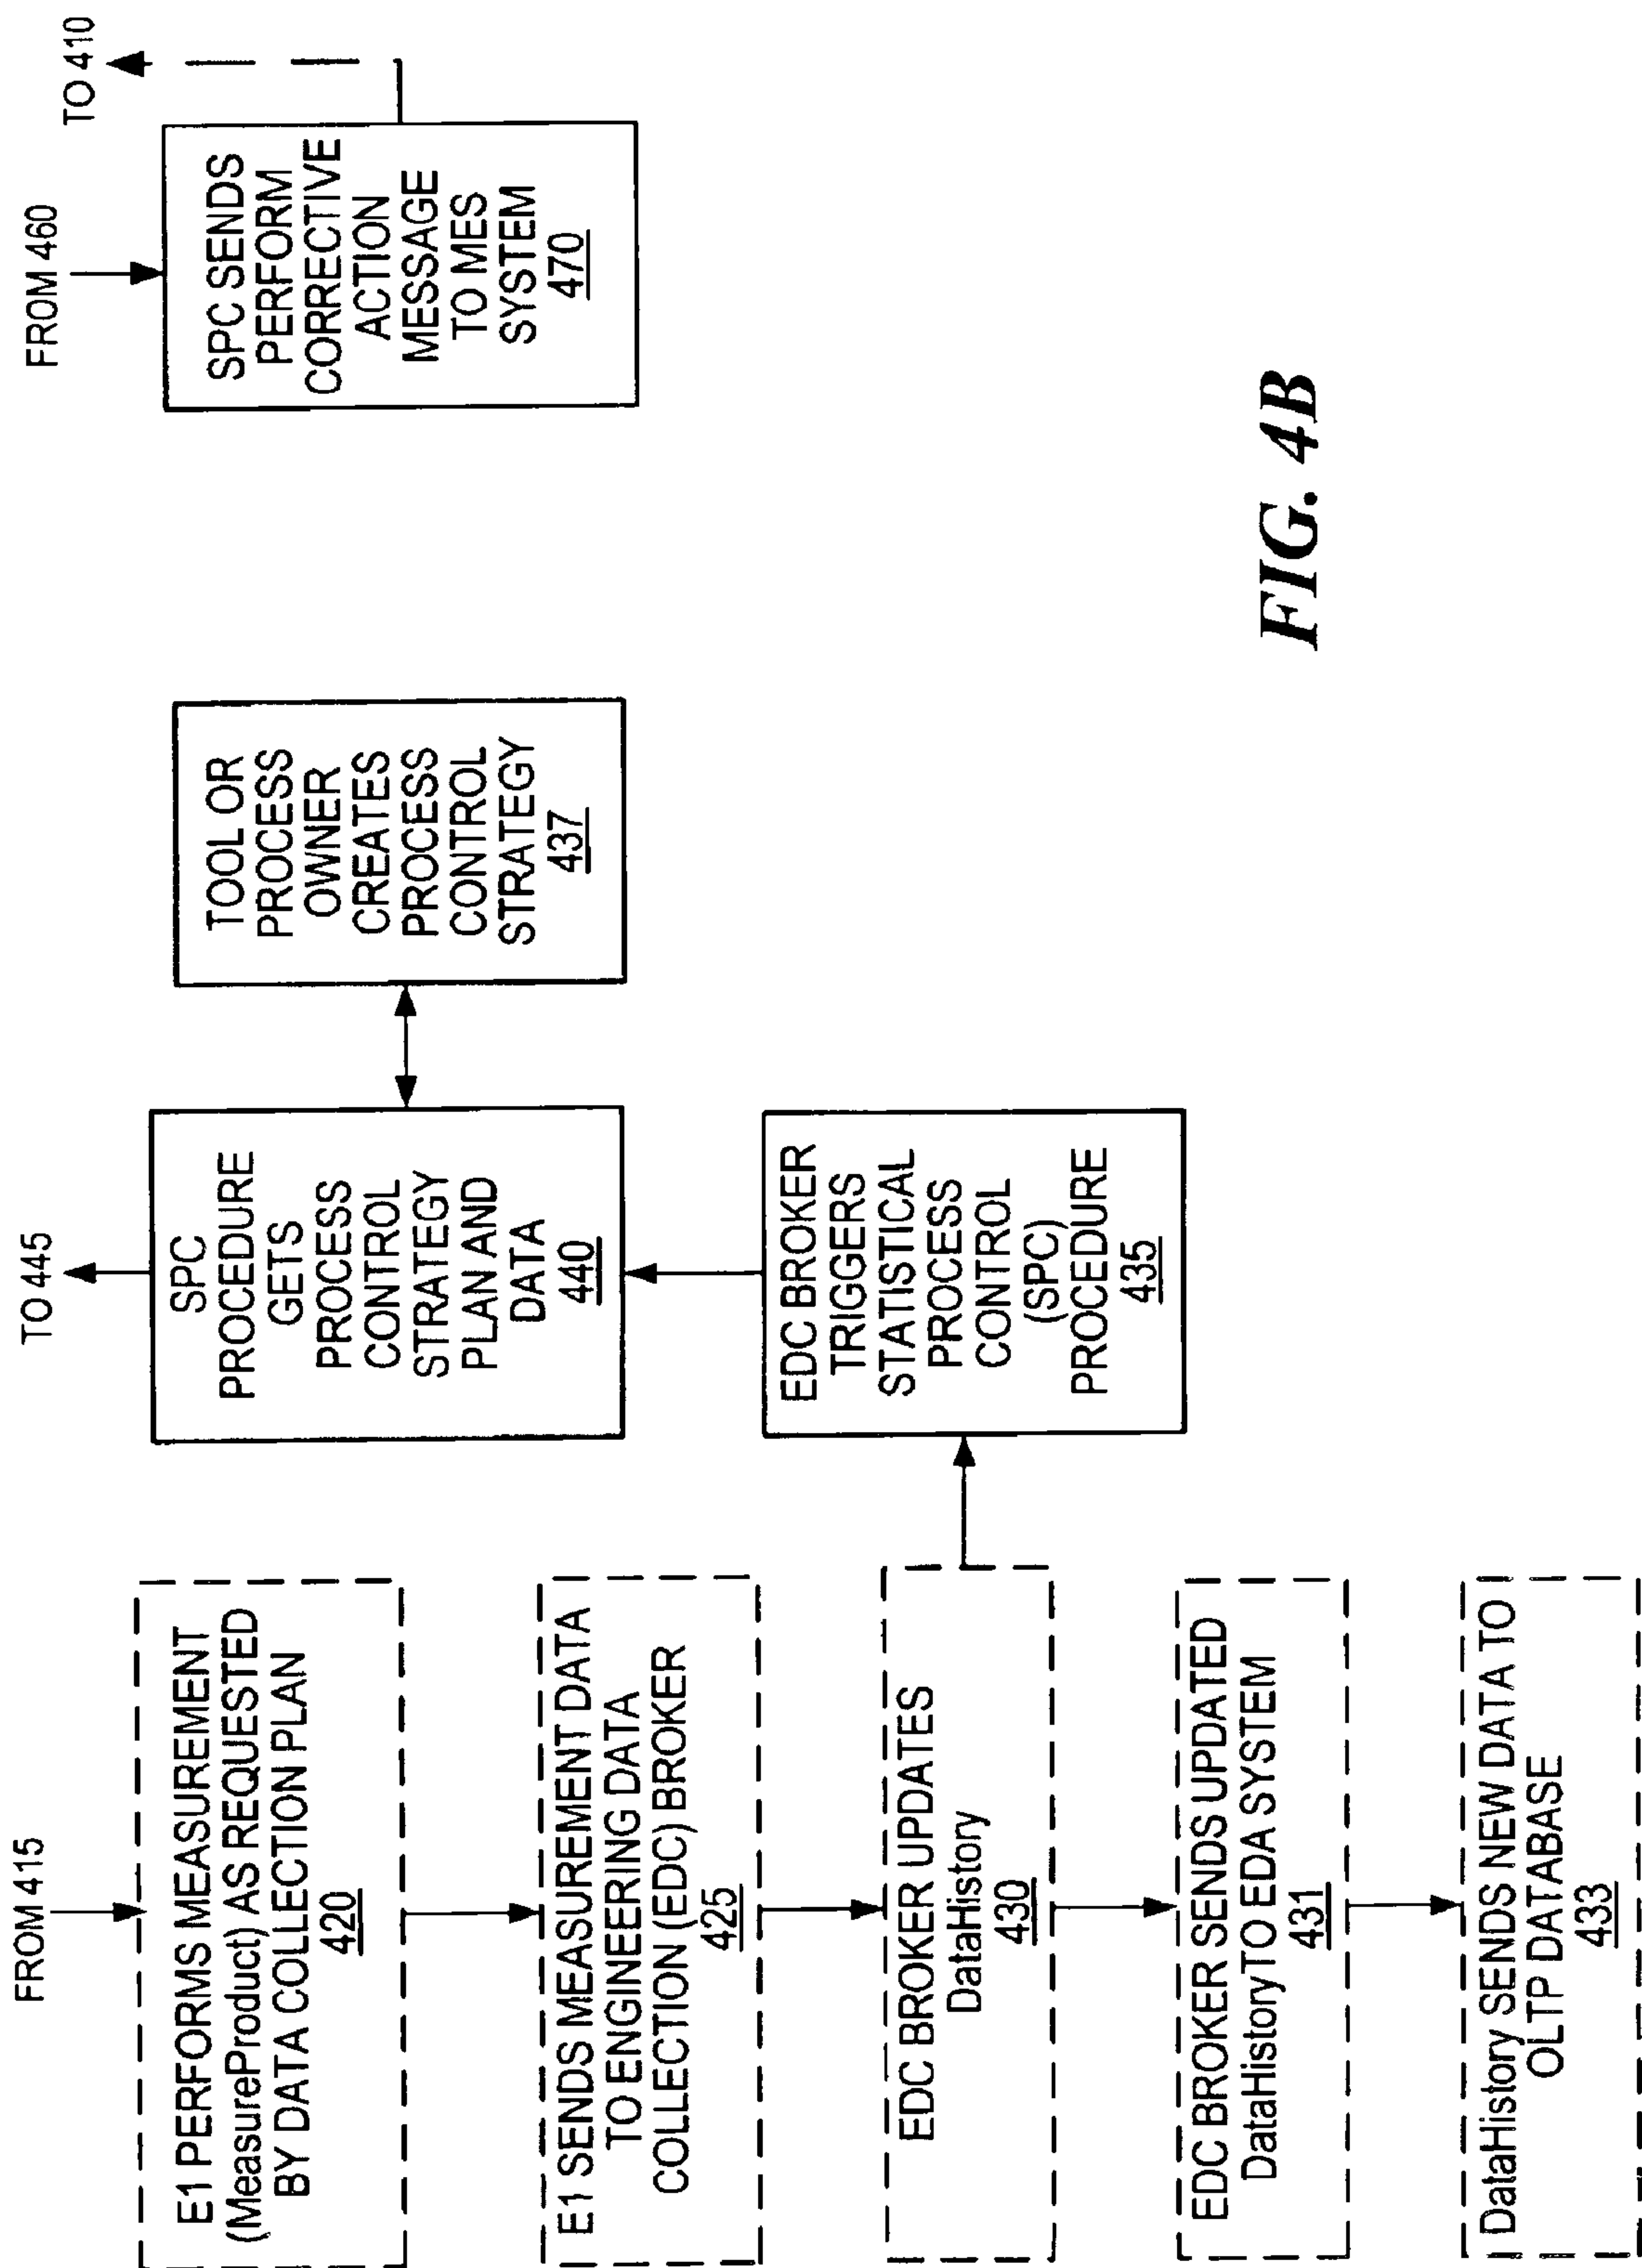 FROM 415
E1 PERFORMS MEASUREMENT
(MeasureProduct) AS REQUESTED
BY DATA COLLECTION PLAN
420
E1 SENDS MEASUREMENT DATA
TO ENGINEERING DATA
COLLECTION (EDC) BROKER
425
EDC BROKER UPDATES
DataHistory
430
EDC BROKER SENDS UPDATED
DataHistoryTO EDA SYSTEM
431
DataHistory SENDS NEW DATA TO
OLTP DATABASE
433
TO 445
SPC
PROCEDURE
GETS
PROCESS
CONTROL
STRATEGY
PLAN AND
DATA
440
EDC BROKER
TRIGGERS
STATISTICAL
PROCESS
CONTROL
(SPC)
PROCEDURE
435
TOOL OR
PROCESS
OWNER
CREATES
PROCESS
CONTROL
STRATEGY
437
FROM 460
TO 410
SPC SENDS
PERFORM
CORRECTIVE
ACTION
MESSAGE
TO MES
SYSTEM
470
FIG. 4B